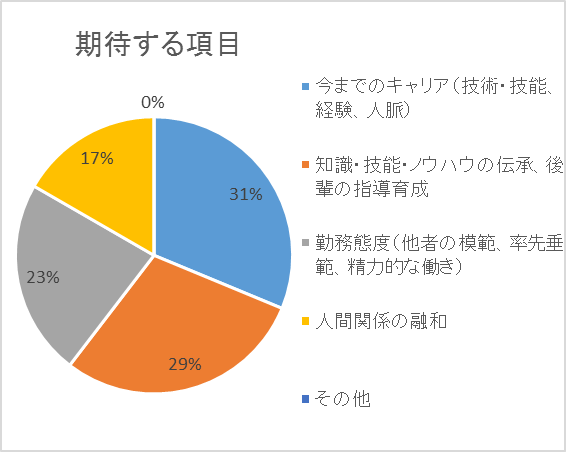 期待する項目
0%
17%
31%
23%
29%
今までのキャリア（技術・技能、
経験、人脈）
知識・技能・ノウハウの伝承、後
輩の指導育成
勤務態度（他者の模範、率先垂
範、精力的な働き）
人間関係の融和
その他